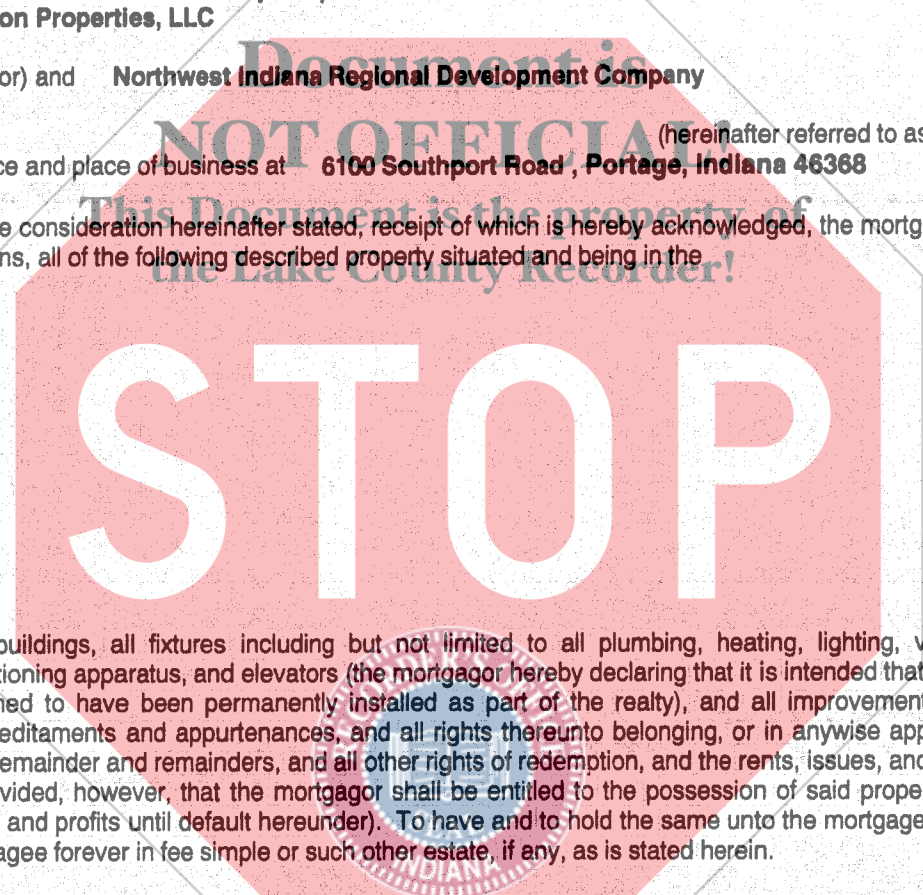 on Properties, LLC
Document is
or) and Northwest Indiana Regional Development Company
NOT OFFICIAL!
(hereinafter referred to as
ce and place of business at 6100 Southport Road , Portage, Indiana 46368
This Document is the property of
e consideration hereinafter stated, receipt of which is hereby acknowledged, the mortg
ns, all of the following described property situated and being in the
the Lake County Recorder!
STOP
buildings, all fixtures including but not limited to all plumbing, heating, lighting, v
tioning apparatus, and elevators (the mortgagor hereby declaring that it is intended that
ned to have been permanently installed as part of the realty), and all improvement
editaments and appurtenances, and all rights thereunto belonging, or in anywise app
emainder and remainders, and all other rights of redemption, and the rents, issues, and
vided, however, that the mortgagor shall be entitled to the possession of said prope
and profits until default hereunder). To have and to hold the same unto the mortgage
agee forever in fee simple or such other estate, if any, as is stated herein.
INDIANA